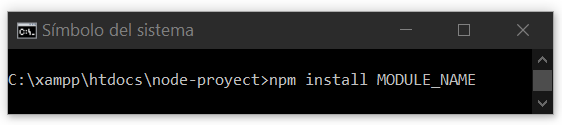 Símbolo del sistema
C:\xampp\htdocs\node-proyect>npm install MODULE_NAME